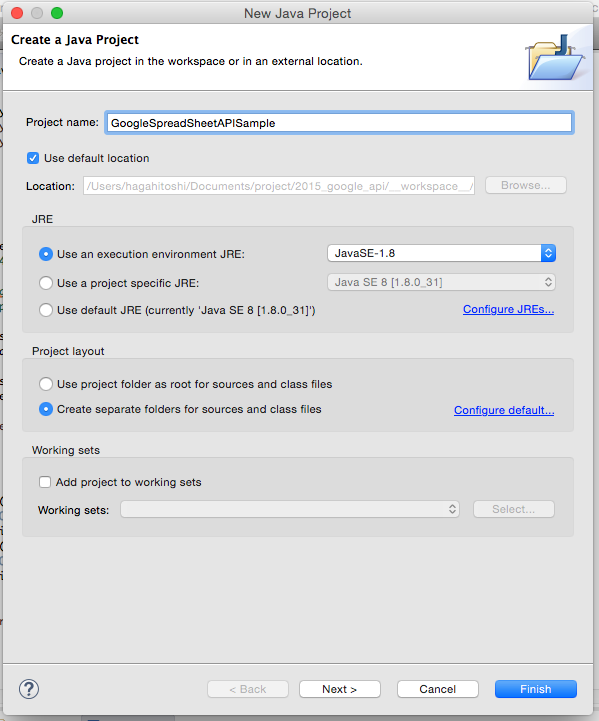 New Java Project
Create a Java Project
Create a Java project in the workspace or in an external location.
Project name: GoogleSpreadSheetAPISample
Use default location
Location: /Users/hagahitoshi/Documents/project/2015_google_api/__workspace__/ Browse...
JRE
Use an execution environment JRE: JavaSE-1.8
Use a project specific JRE: Java SE 8 [1.8.0_31]
Use default JRE (currently 'Java SE 8 [1.8.0_31]') Configure JREs...
Project layout
Use project folder as root for sources and class files
Create separate folders for sources and class files Configure default...
Working sets
Add project to working sets
Working sets: Select...
? < Back Next > Cancel Finish